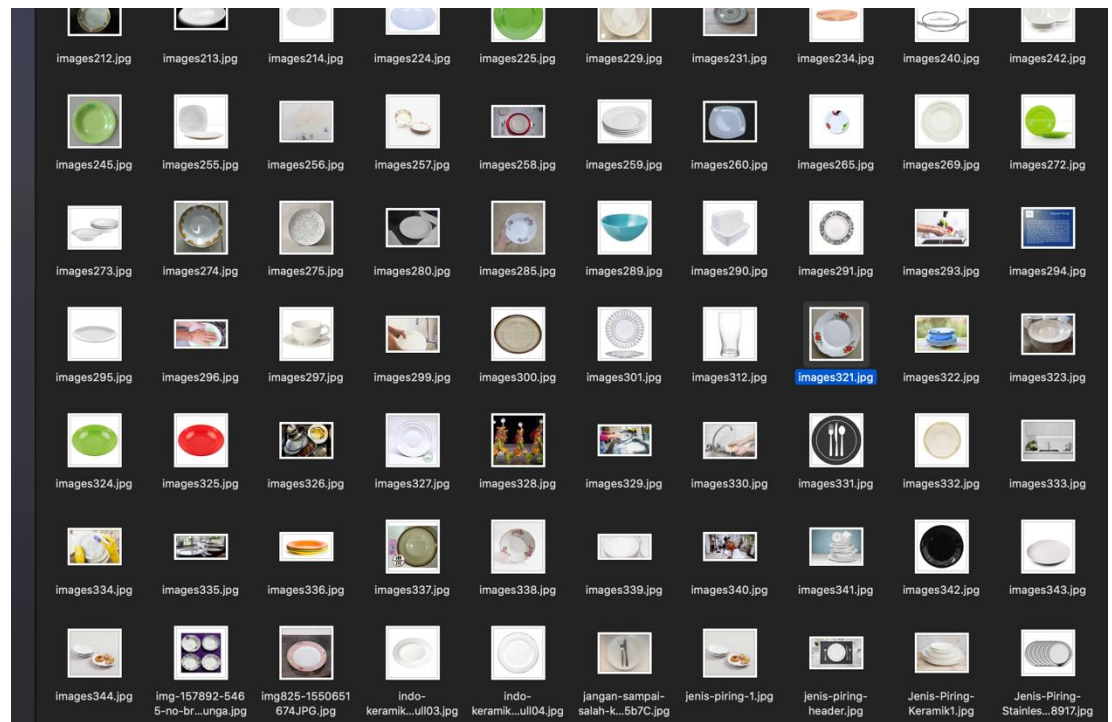 images212.jpg
images213.jpg
images214.jpg
images224.jpg
images225.jpg
images229.jpg
images231.jpg
images234.jpg
images240.jpg
images242.jpg
images245.jpg
images255.jpg
images256.jpg
images257.jpg
images258.jpg
images259.jpg
images260.jpg
images265.jpg
images269.jpg
images272.jpg
images273.jpg
images274.jpg
images275.jpg
images280.jpg
images285.jpg
images289.jpg
images290.jpg
images291.jpg
images293.jpg
images294.jpg
images295.jpg
images296.jpg
images297.jpg
images299.jpg
images300.jpg
images301.jpg
images312.jpg
images321.jpg
images322.jpg
images323.jpg
images324.jpg
images325.jpg
images326.jpg
images327.jpg
images328.jpg
images329.jpg
images330.jpg
images331.jpg
images332.jpg
images333.jpg
images334.jpg
images335.jpg
images336.jpg
images337.jpg
images338.jpg
images339.jpg
images340.jpg
images341.jpg
images342.jpg
images343.jpg
images344.jpg
img-157892-546
5-no-br...unga.jpg
img825-1550651
674JPG.jpg
indo-
keramik...ull03.jpg
indo-
keramik...ull04.jpg
jangan-sampai-
salah-k...5b7C.jpg
jenis-piring-1.jpg
jenis-piring-
header.jpg
Jenis-Piring-
Keramik1.jpg
Jenis-Piring-
Stainles...8917.jpg